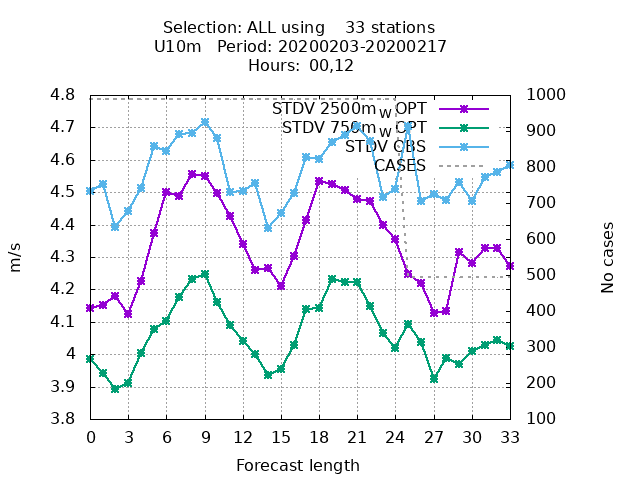 Selection: ALL using    33 stations
U10m   Period: 20200203-20200217
Hours: 00,12
4.8
4.7
4.6
4.5
4.4
4.3
4.2
4.1
4
3.9
3.8
m/s
STDV 2500m w OPT
STDV 750m w OPT
STDV OBS
CASES
1000
900
800
700
600
500
400
300
200
100
No cases
0 3 6 9 12 15 18 21 24 27 30 33
Forecast length